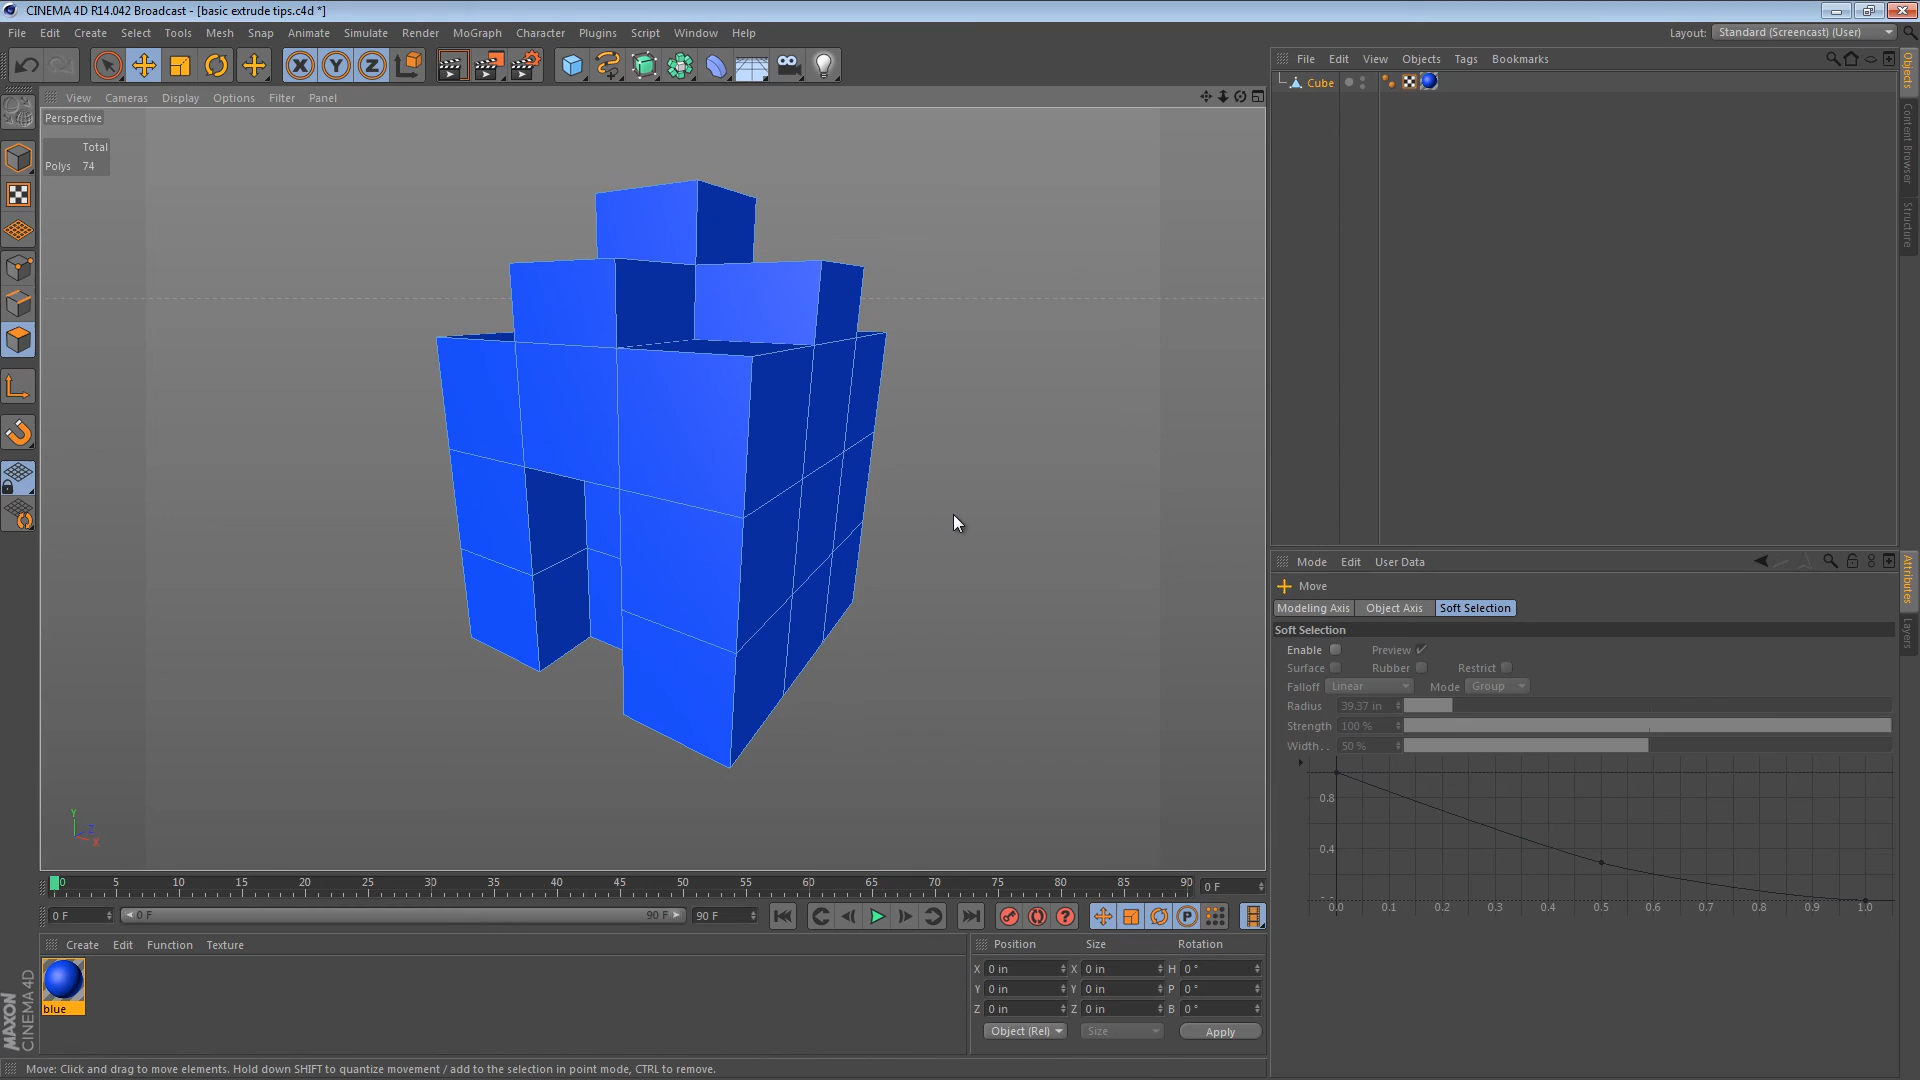 CINEMA 4D R14.042 Broadcast - [basic extrude tips.c4d *]
File Edit Create Select Tools Mesh Snap Animate Simulate Render MoGraph Character Plugins Script Window Help
Layout: Standard (Screencast) (User)
X Y Z
View Cameras Display Options Filter Panel
Perspective
Total
Polys 74
Y
Z
X
File Edit View Objects Tags Bookmarks
Cube
Objects
Content Browser
Structure
Mode Edit User Data
Move
Modeling Axis Object Axis Soft Selection
Soft Selection
Enable Preview
Surface Rubber Restrict
Falloff Linear Mode Group
Radius 39.37 in
Strength 100 %
Width.. 50 %
0.8
0.4
0.0 0.1 0.2 0.3 0.4 0.5 0.6 0.7 0.8 0.9 1.0
Attributes
Layers
0 5 10 15 20 25 30 35 40 45 50 55 60 65 70 75 80 85 90
0 F
0 F 0 F 90 F 90 F
P
Create Edit Function Texture
blue
MAXON
CINEMA 4D
Position Size Rotation
X 0 in X 0 in H 0 °
Y 0 in Y 0 in P 0 °
Z 0 in Z 0 in B 0 °
Object (Rel) Size Apply
Move: Click and drag to move elements. Hold down SHIFT to quantize movement / add to the selection in point mode, CTRL to remove.